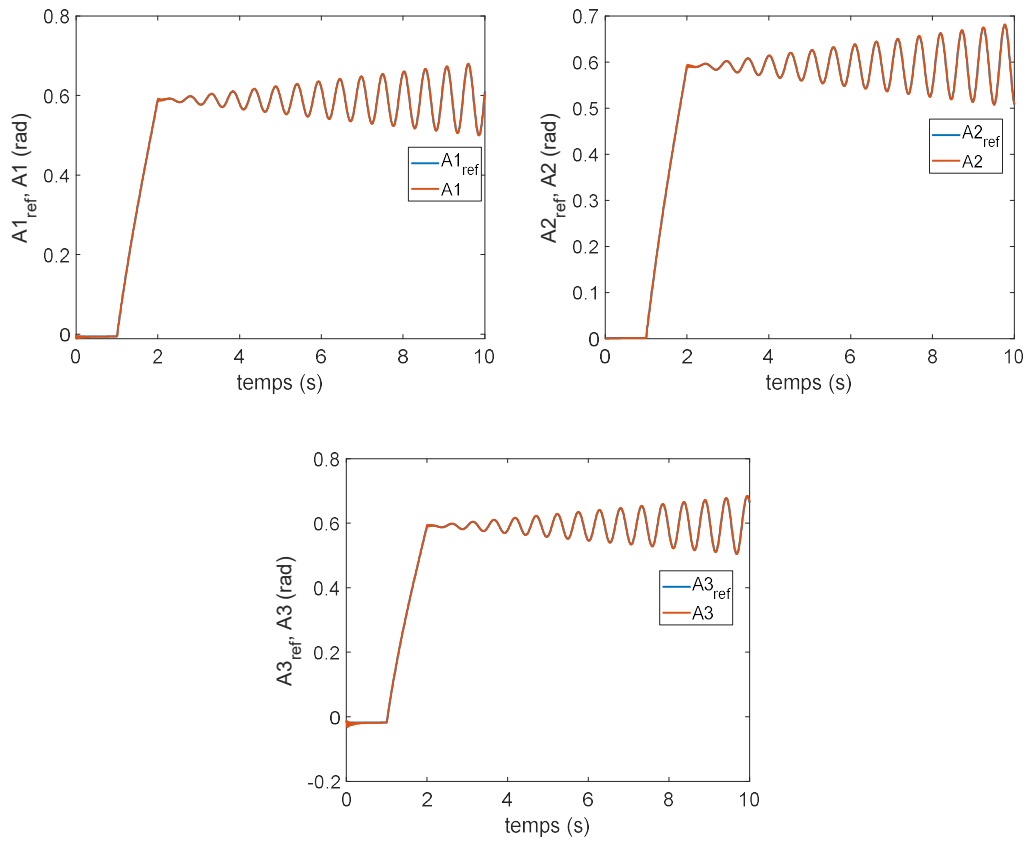 0.8
0.6
0.4
0.2
0
0 2 4 6 8 10
temps (s)
A1ref, A1 (rad)
A1ref
A1
0.7
0.6
0.5
0.4
0.3
0.2
0.1
0
0 2 4 6 8 10
temps (s)
A2ref, A2 (rad)
A2ref
A2
0.8
0.6
0.4
0.2
0
-0.2
0 2 4 6 8 10
temps (s)
A3ref, A3 (rad)
A3ref
A3